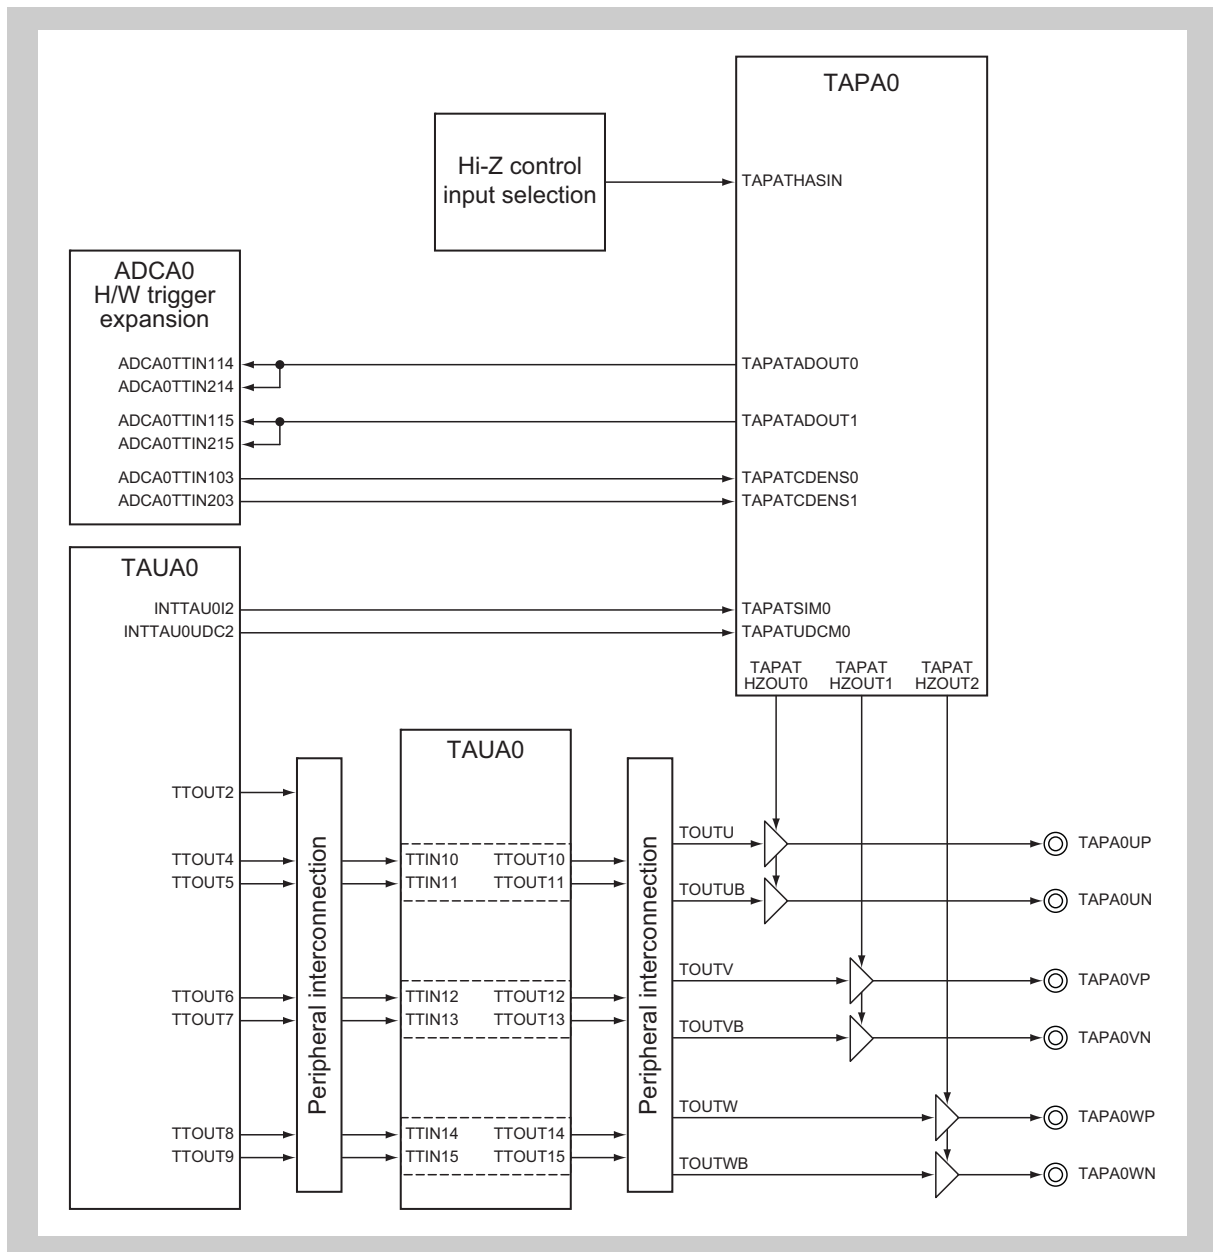 TAPA0
Hi-Z control
input selection
TAPATHASIN
ADCA0
H/W trigger
expansion
ADCA0TTIN114
TAPATADOUT0
ADCA0TTIN214
ADCA0TTIN115
TAPATADOUT1
ADCA0TTIN215
ADCA0TTIN103
TAPATCDENS0
ADCA0TTIN203
TAPATCDENS1
TAUA0
INTTAU0I2
TAPATSIM0
INTTAU0UDC2
TAPATUDCM0
TAPAT
HZOUT0
TAPAT
HZOUT1
TAPAT
HZOUT2
TAUA0
TTOUT2
TTOUT4
TTOUT5
TTOUT6
TTOUT7
TTOUT8
TTOUT9
Peripheral interconnection
TTIN10
TTOUT10
TTIN11
TTOUT11
TTIN12
TTOUT12
TTIN13
TTOUT13
TTIN14
TTOUT14
TTIN15
TTOUT15
Peripheral interconnection
TOUTU
TAPA0UP
TOUTUB
TAPA0UN
TOUTV
TAPA0VP
TOUTVB
TAPA0VN
TOUTW
TAPA0WP
TOUTWB
TAPA0WN